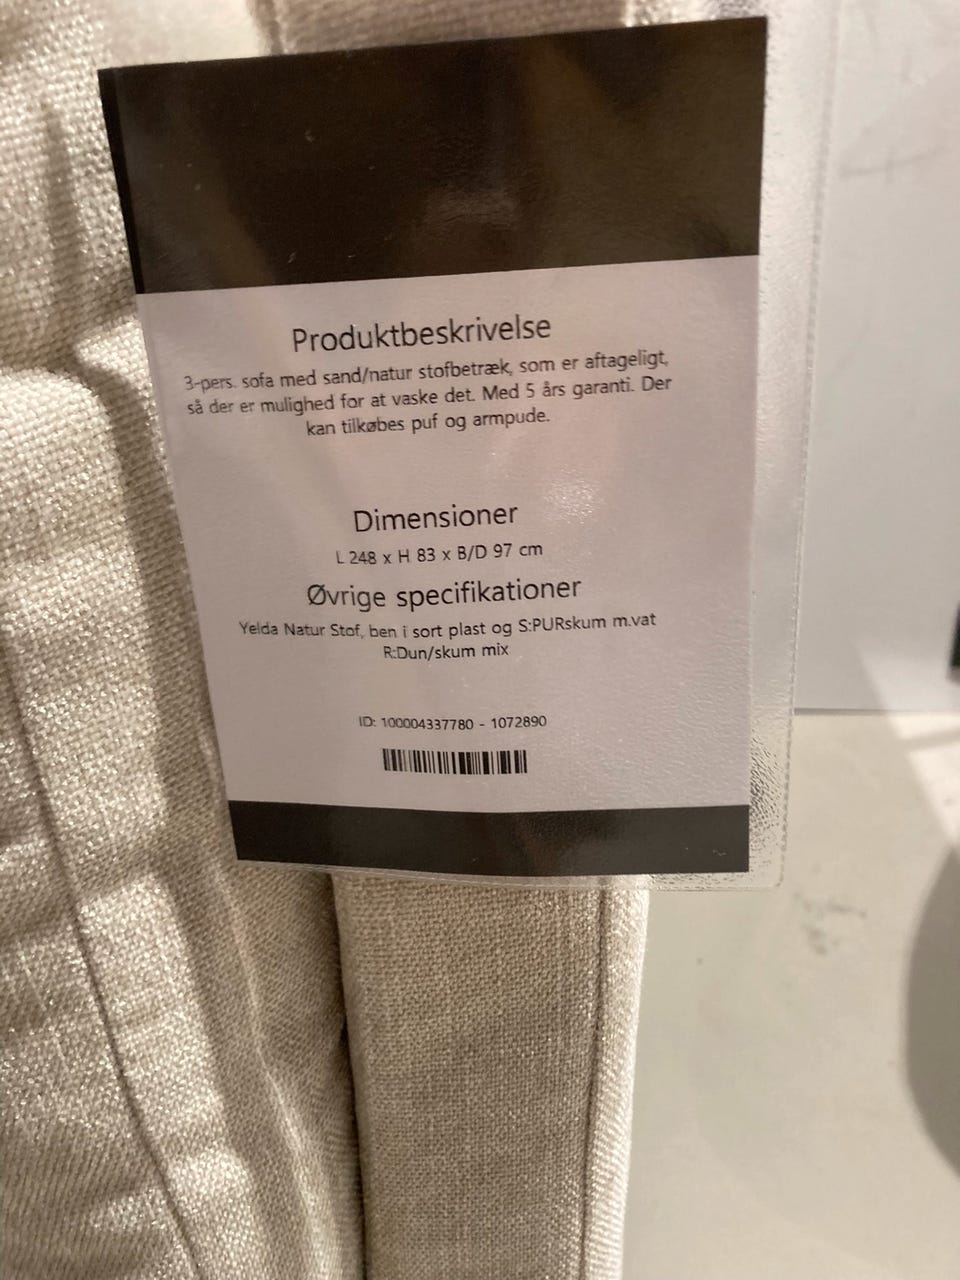 Produktbeskrivelse
3-pers. sofa med sand/natur stofbetræk, som er aftageligt,
så der er mulighed for at vaske det. Med 5 års garanti. Der
kan tilkøbes puf og armpude.
Dimensioner
L 248 x H 83 x B/D 97 cm
Øvrige specifikationer
Yelda Natur Stof, ben i sort plast og S:PURskum m.vat
R:Dun/skum mix
ID: 100004337780 - 1072890